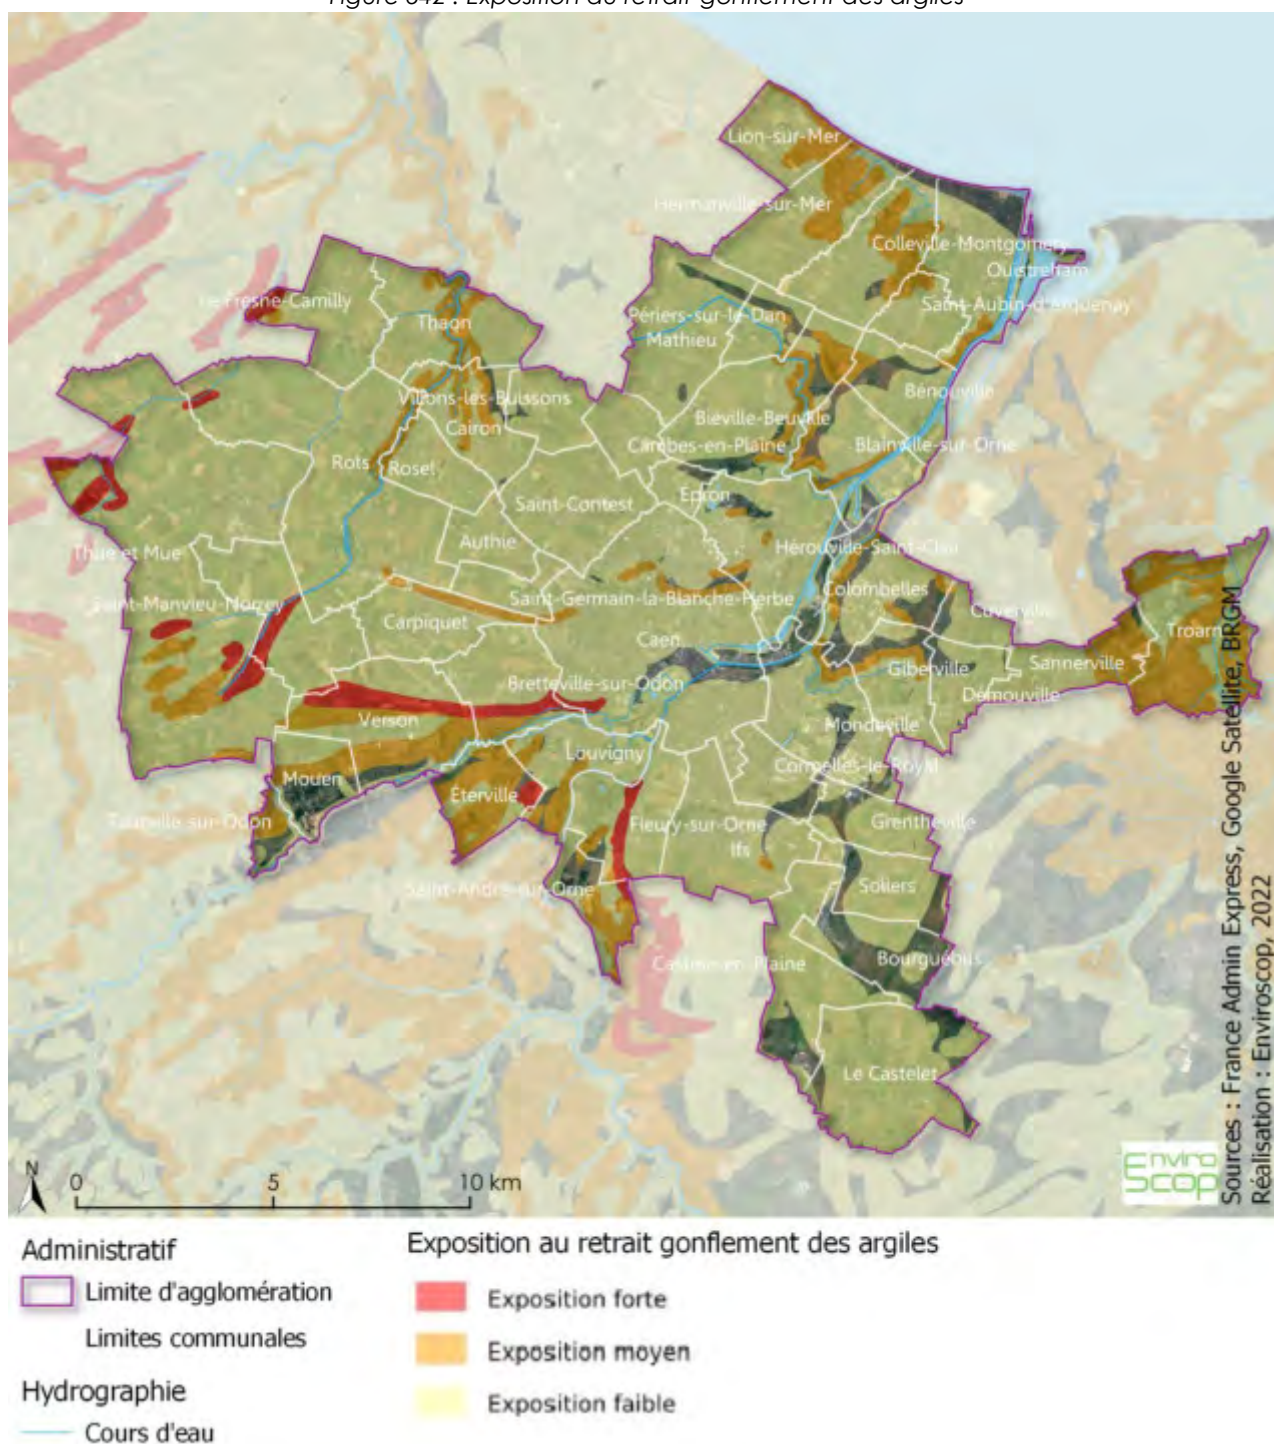 Figure 342 : Exposition au retrait gonflement des argiles
Lion-sur-Mer
Hermanville-sur-Mer
Colleville-Montgomery
Ouistreham
Saint-Aubin-d'Arquenay
Le Fresne-Camilly
Thaon
Périers-sur-le-Dan
Mathieu
Bénouville
Villons-les-Buissons
Biéville-Beuville
Cairon
Cambes-en-Plaine
Blainville-sur-Orne
Rots
Rosel
Saint-Contest
Epron
Authie
Hérouville-Saint-Clair
Thue et Mue
Saint-Manvieu-Norrey
Saint-Germain-la-Blanche-Herbe
Colombelles
Cuverville
Carpiquet
Caen
Troarn
Giberville
Sannerville
Bretteville-sur-Odon
Démouville
Verson
Mondeville
Louvigny
Cormelles-le-Royal
Mouen
Éterville
Tourville-sur-Odon
Fleury-sur-Orne
Grentheville
Ifs
Saint-André-sur-Orne
Soliers
Castine-en-Plaine
Bourguébus
Le Castelet
N
0 5 10 km
Enviro
Scop
Sources : France Admin Express, Google Satellite, BRGM
Réalisation : Enviroscop, 2022
Administratif
Limite d'agglomération
Limites communales
Hydrographie
Cours d'eau
Exposition au retrait gonflement des argiles
Exposition forte
Exposition moyen
Exposition faible